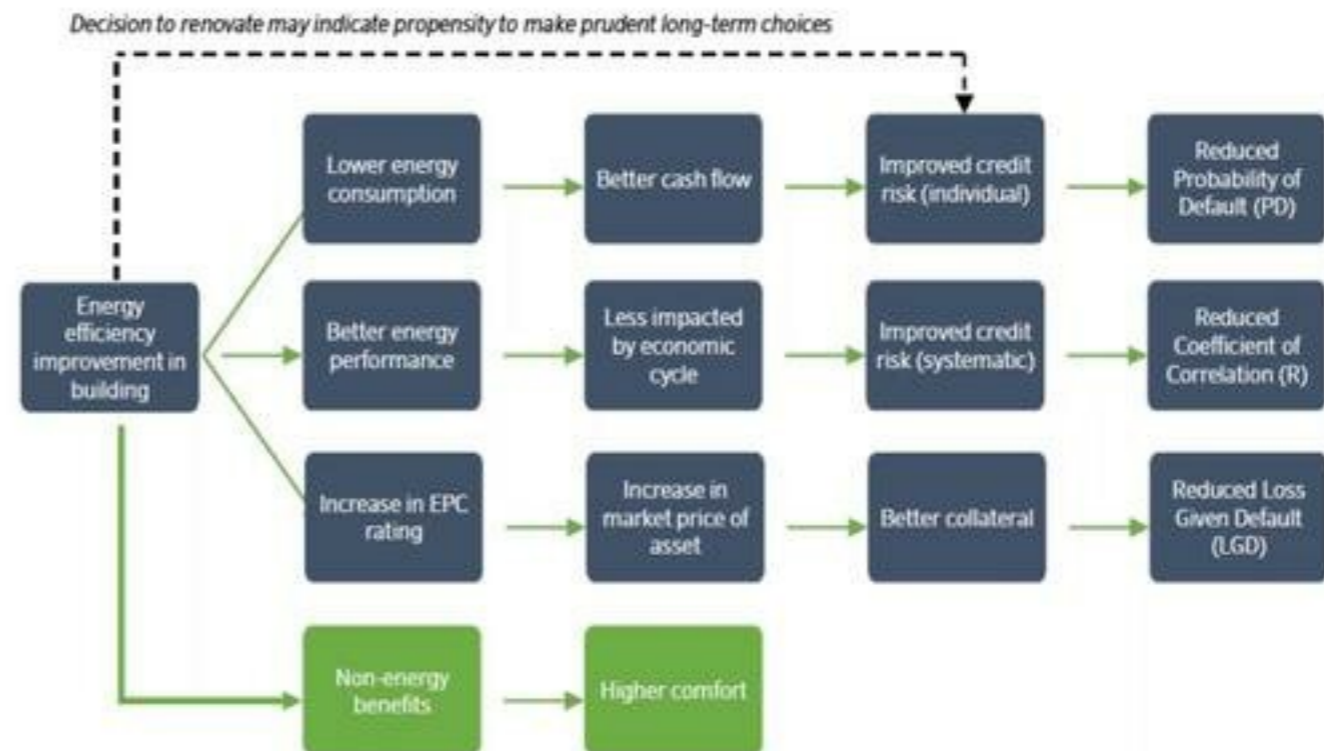 Decision to renovate may indicate propensity to make prudent long-term choices
Lower energy
consumption
Better cash flow
Improved credit
risk (individual)
Reduced
Probability of
Default (PD)
Energy
efficiency
improvement in
building
Better energy
performance
Less impacted
by economic
cycle
Improved credit
risk (systematic)
Reduced
Coefficient of
Correlation (R)
Increase in EPC
rating
Increase in
market price of
asset
Better collateral
Reduced Loss
Given Default
(LGD)
Non-energy
benefits
Higher comfort